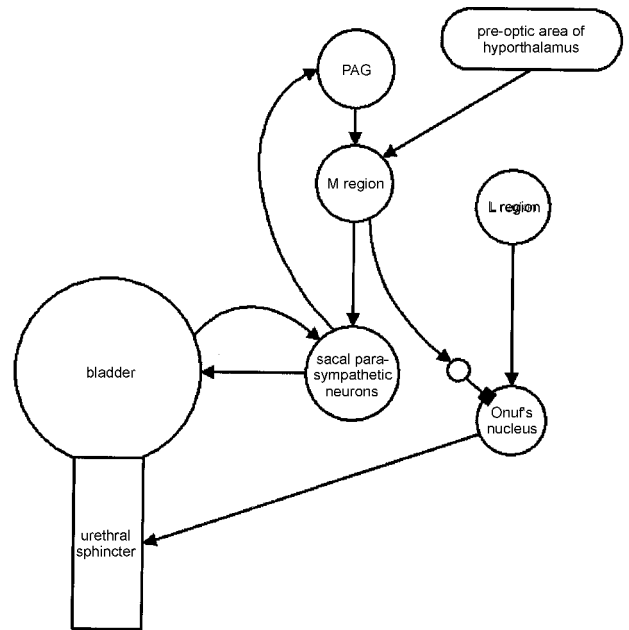 pre-optic area of
hyporthalamus
PAG
M region
L region
bladder
sacal para-
sympathetic
neurons
Onuf's
nucleus
urethral
sphincter